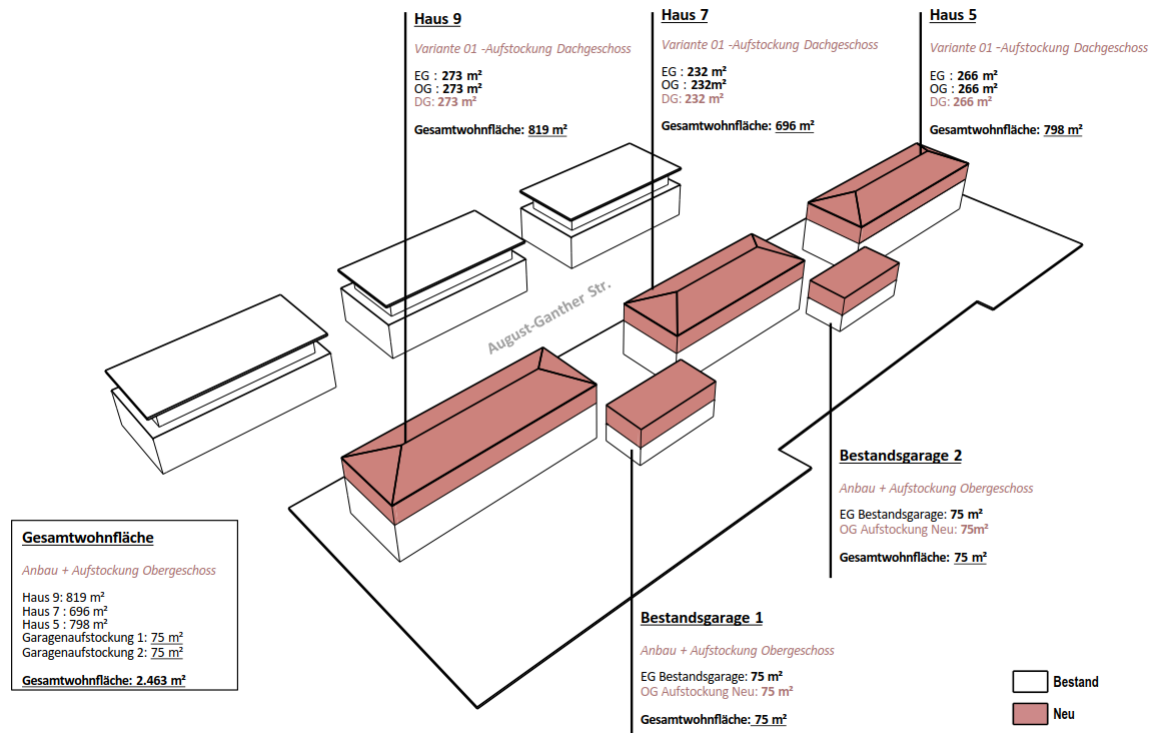 Haus 9
Variante 01 -Aufstockung Dachgeschoss
EG : 273 m²
OG : 273 m²
DG: 273 m²
Gesamtwohnfläche: 819 m²
Haus 7
Variante 01 -Aufstockung Dachgeschoss
EG : 232 m²
OG : 232m²
DG: 232 m²
Gesamtwohnfläche: 696 m²
Haus 5
Variante 01 -Aufstockung Dachgeschoss
EG : 266 m²
OG : 266 m²
DG: 266 m²
Gesamtwohnfläche: 798 m²
August-Ganther Str.
Bestandsgarage 2
Anbau + Aufstockung Obergeschoss
EG Bestandsgarage: 75 m²
OG Aufstockung Neu: 75m²
Gesamtwohnfläche: 75 m²
Gesamtwohnfläche
Anbau + Aufstockung Obergeschoss
Haus 9: 819 m²
Haus 7 : 696 m²
Haus 5 : 798 m²
Garagenaufstockung 1: 75 m²
Garagenaufstockung 2: 75 m²
Gesamtwohnfläche: 2.463 m²
Bestandsgarage 1
Anbau + Aufstockung Obergeschoss
EG Bestandsgarage: 75 m²
OG Aufstockung Neu: 75 m²
Gesamtwohnfläche: 75 m²
Bestand
Neu